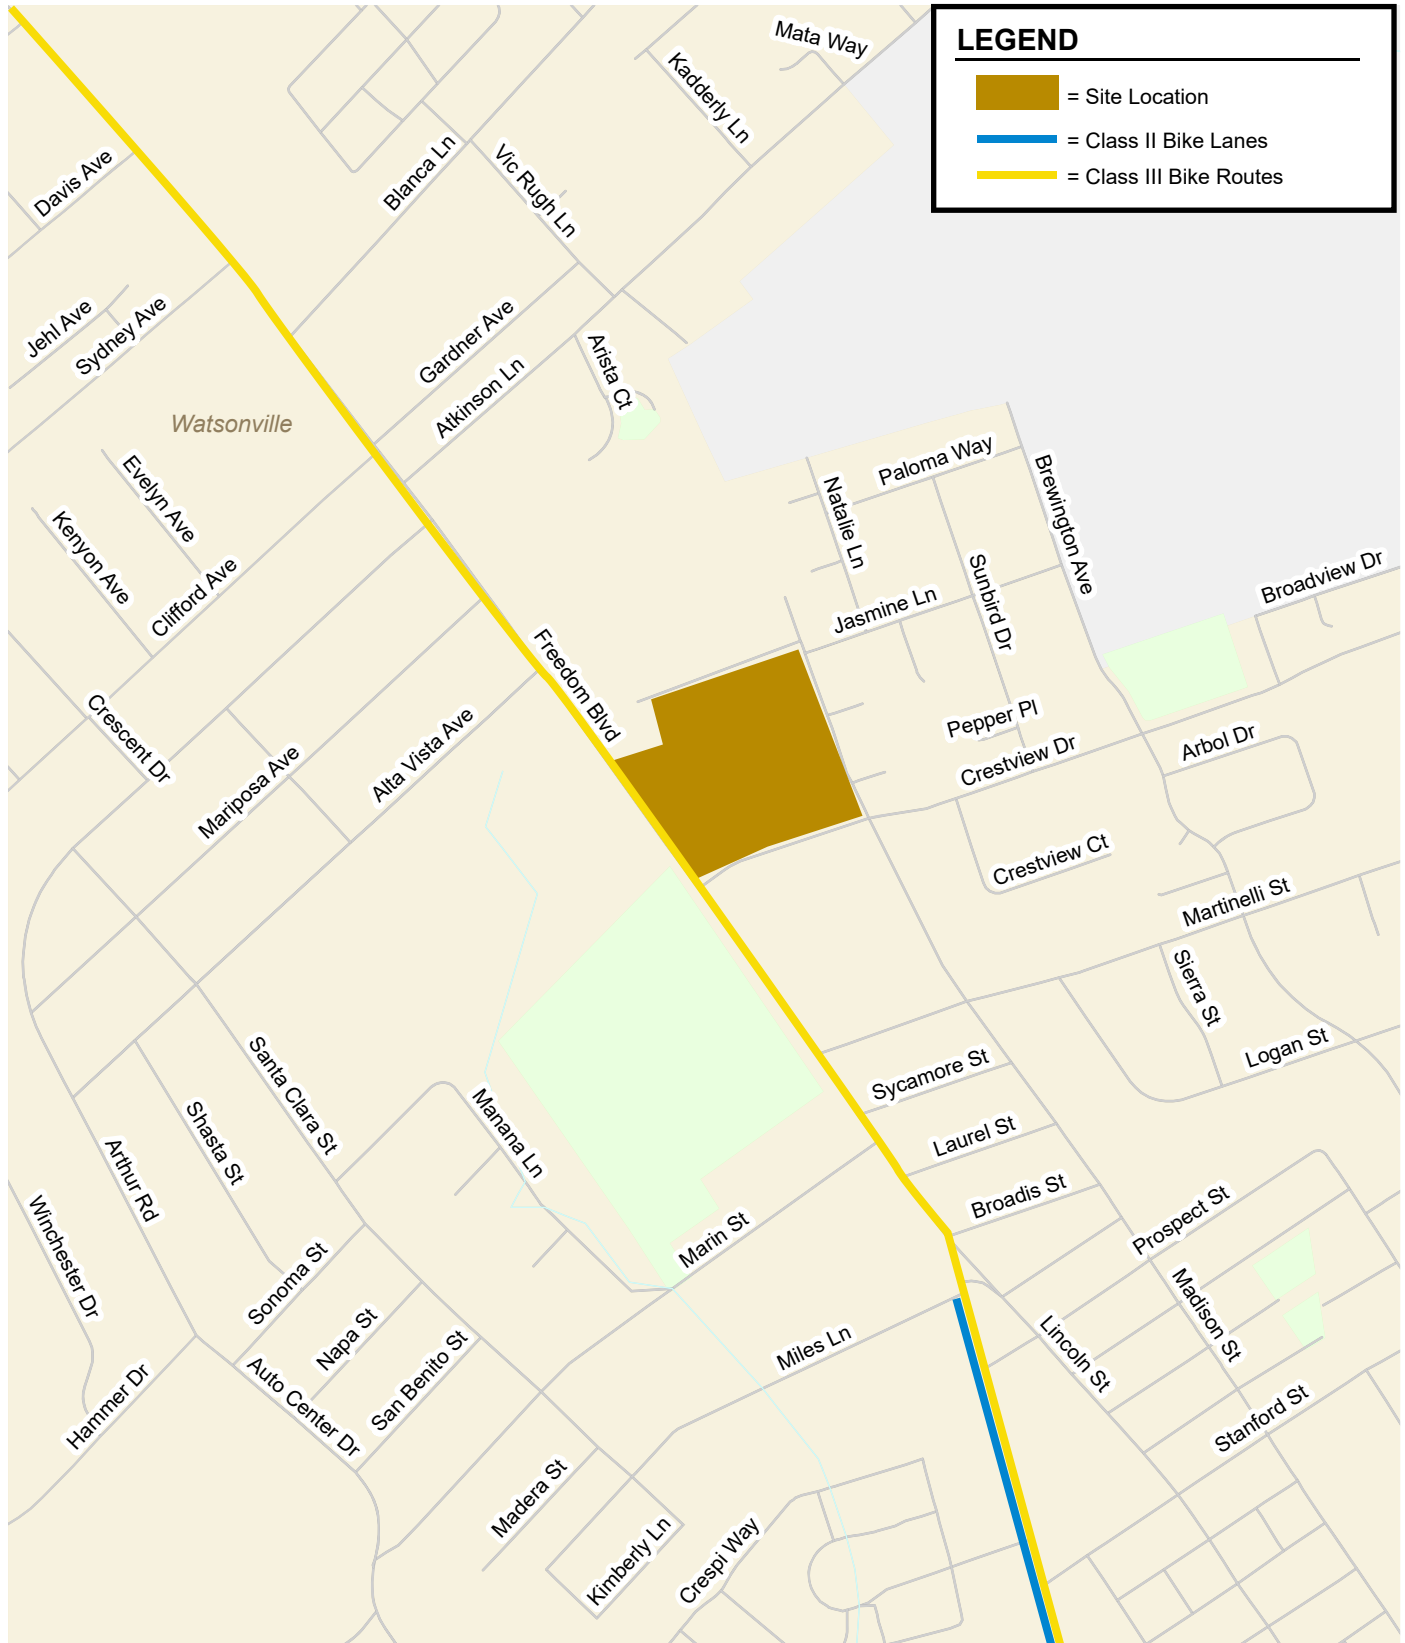 LEGEND
= Site Location
= Class II Bike Lanes
= Class III Bike Routes
Mata Way
Kadderly Ln
Davis Ave
Blanca Ln
Vic Rugh Ln
Jehl Ave
Sydney Ave
Gardner Ave
Atkinson Ln
Arista Ct
Watsonville
Evelyn Ave
Kenyon Ave
Clifford Ave
Paloma Way
Natalie Ln
Brewington Ave
Sunbird Dr
Jasmine Ln
Broadview Dr
Freedom Blvd
Crescent Dr
Mariposa Ave
Alta Vista Ave
Pepper Pl
Crestview Dr
Arbol Dr
Crestview Ct
Martinelli St
Sierra St
Logan St
Santa Clara St
Shasta St
Arthur Rd
Manana Ln
Sycamore St
Laurel St
Broadis St
Winchester Dr
Sonoma St
Marin St
Prospect St
Madison St
Napa St
San Benito St
Miles Ln
Lincoln St
Hammer Dr
Auto Center Dr
Stanford St
Madera St
Kimberly Ln
Crespi Way